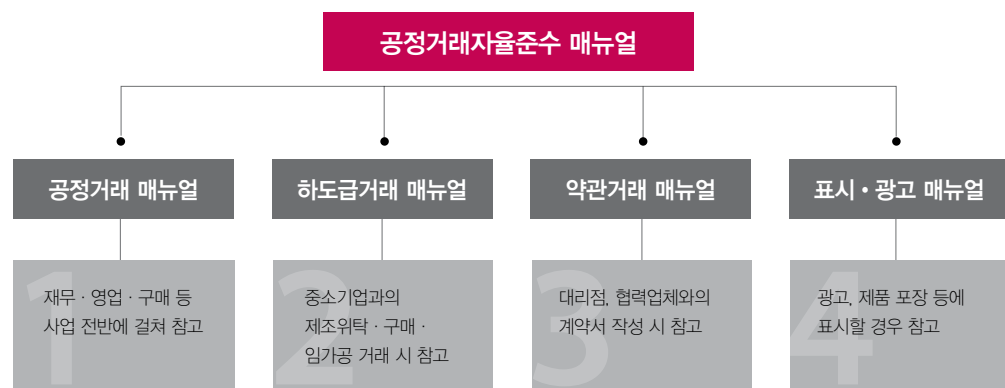 공정거래자율준수 매뉴얼
공정거래 매뉴얼
하도급거래 매뉴얼
약관거래 매뉴얼
표시 • 광고 매뉴얼
1
재무 · 영업 · 구매 등
사업 전반에 걸쳐 참고
2
중소기업과의
제조위탁 · 구매 ·
임가공 거래 시 참고
3
대리점, 협력업체와의
계약서 작성 시 참고
4
광고, 제품 포장 등에
표시할 경우 참고